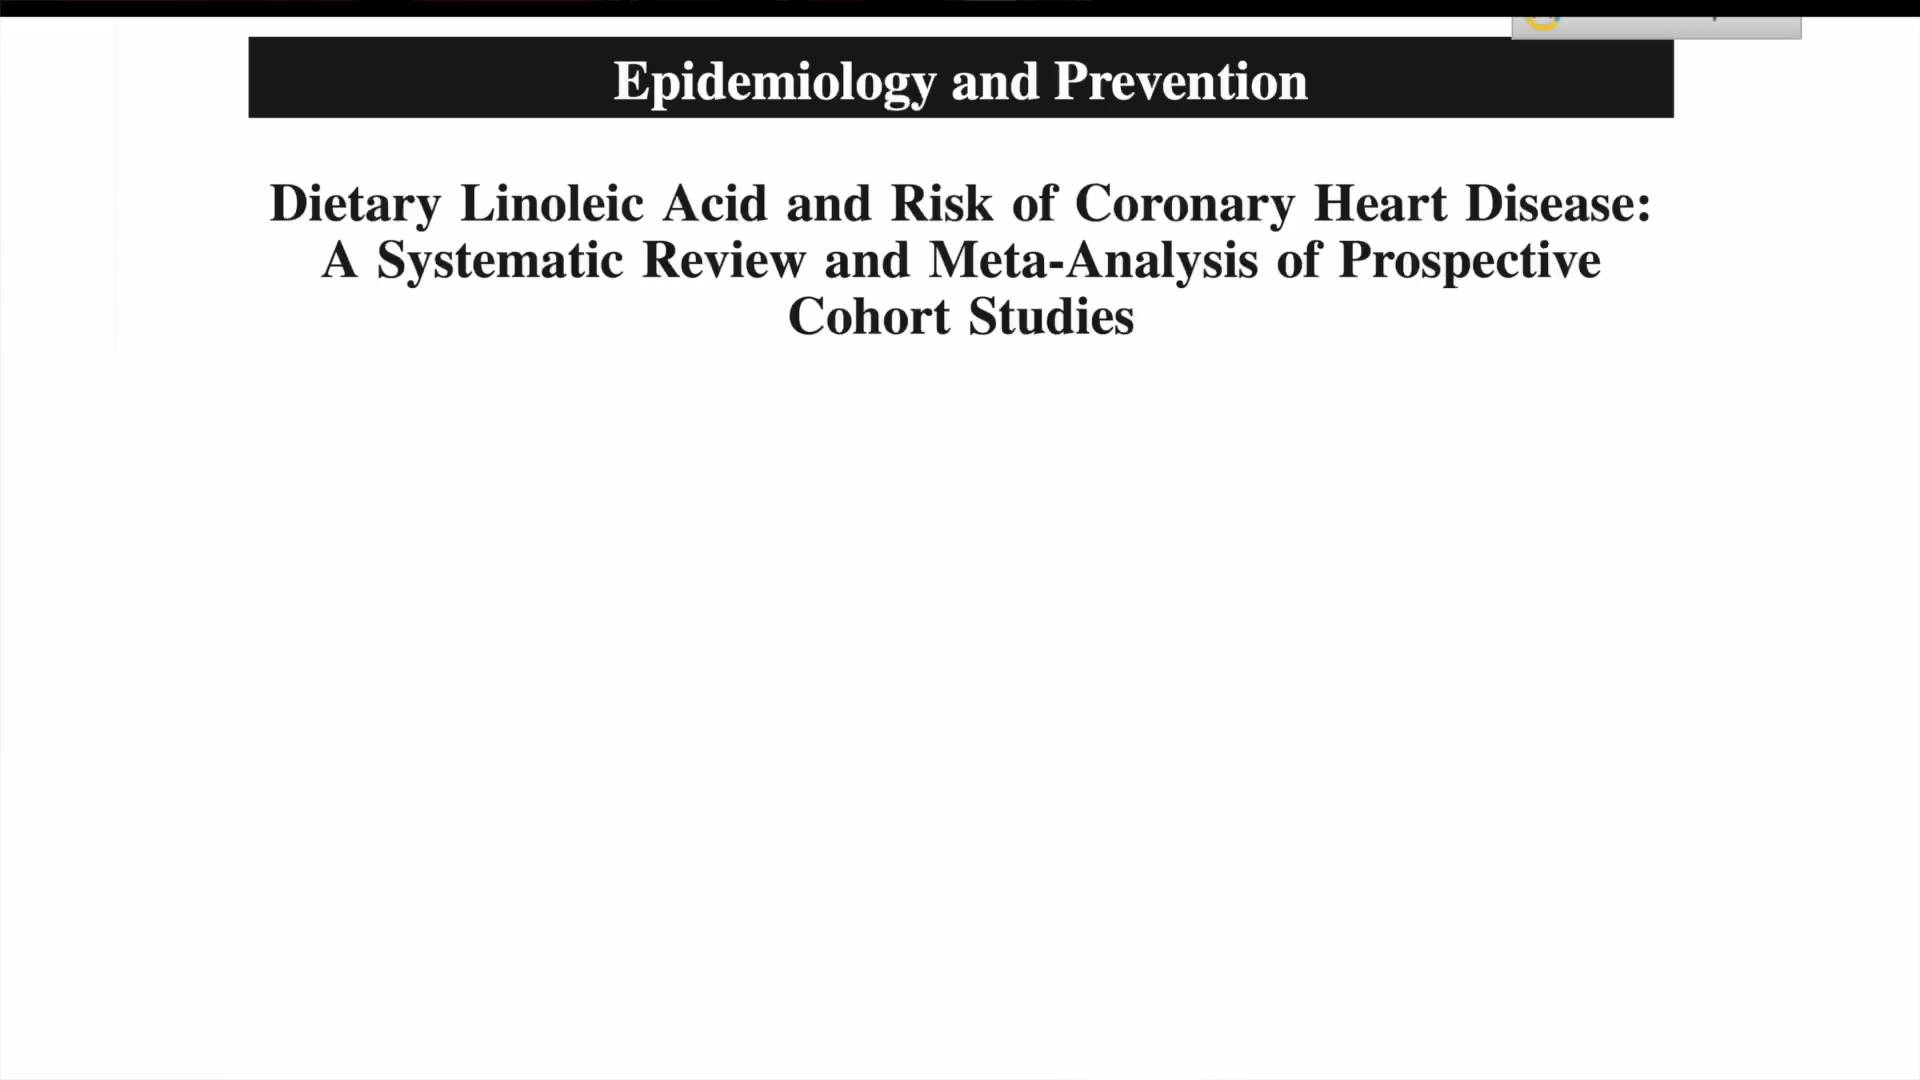 Epidemiology and Prevention
Dietary Linoleic Acid and Risk of Coronary Heart Disease:
A Systematic Review and Meta-Analysis of Prospective
Cohort Studies